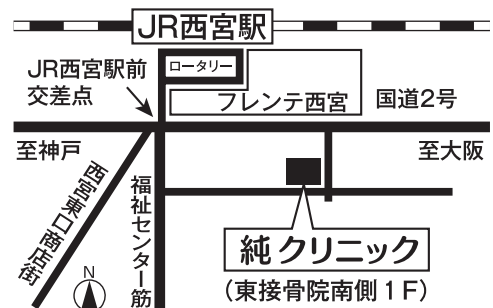 JR西宮駅
ロータリー
JR西宮駅前
交差点
フレンテ西宮
国道2号
至神戸
至大阪
西宮東口商店街
福祉センター筋
純クリニック
(東接骨院南側1F)
N